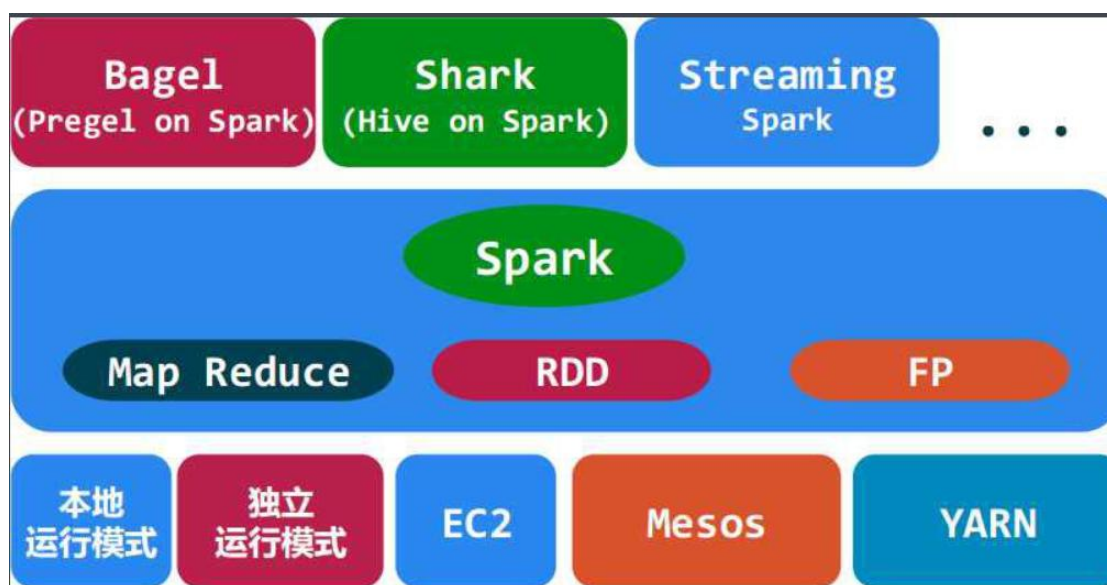 Bagel
(Pregel on Spark)
Shark
(Hive on Spark)
Streaming
Spark
...
Spark
Map Reduce
RDD
FP
本地
运行模式
独立
运行模式
EC2
Mesos
YARN